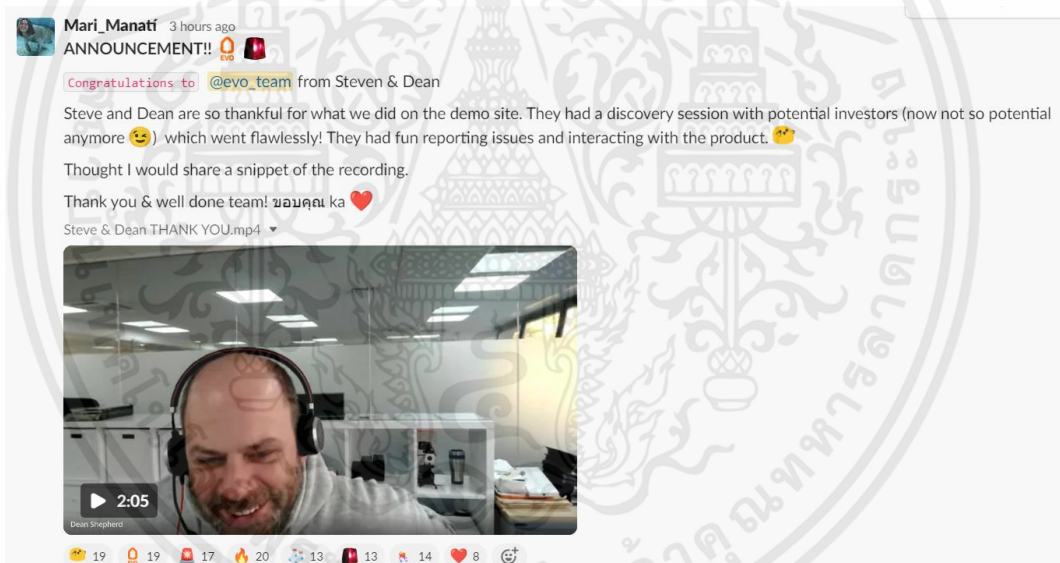 Mari_Manatí 3 hours ago
ANNOUNCEMENT!!
EVO
Congratulations to @evo_team from Steven & Dean
Steve and Dean are so thankful for what we did on the demo site. They had a discovery session with potential investors (now not so potential
anymore ) which went flawlessly! They had fun reporting issues and interacting with the product.
Thought I would share a snippet of the recording.
Thank you & well done team! ขอบคุณ ka
Steve & Dean THANK YOU.mp4
2:05
Dean Shepherd
19 19 17 20 13 13 14 8